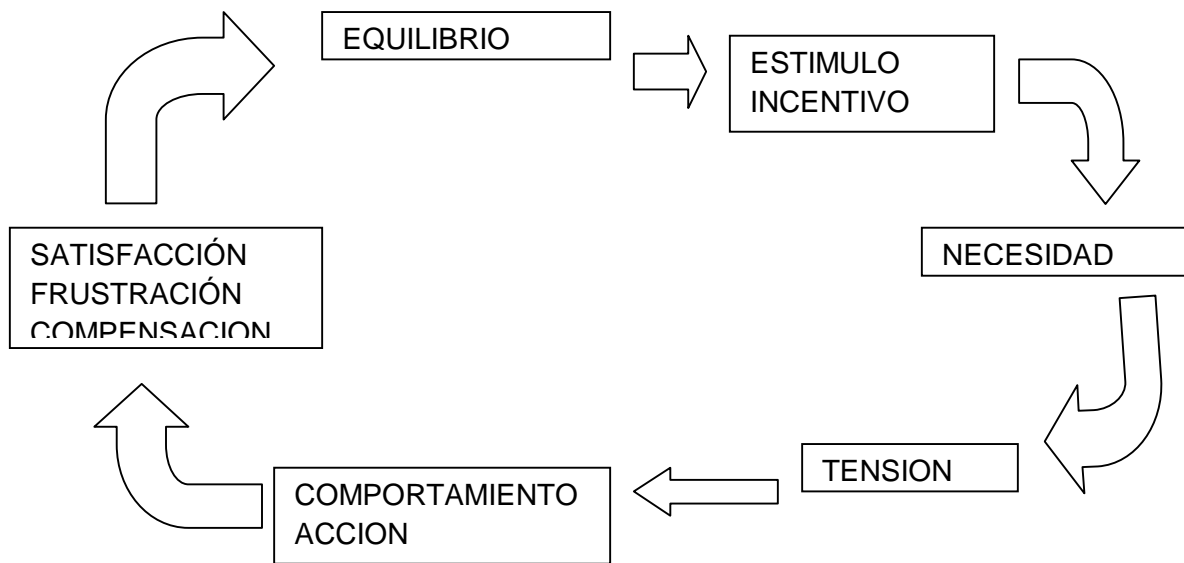 EQUILIBRIO
ESTIMULO
INCENTIVO
NECESIDAD
TENSION
COMPORTAMIENTO
ACCION
SATISFACCIÓN
FRUSTRACIÓN
COMPENSACION